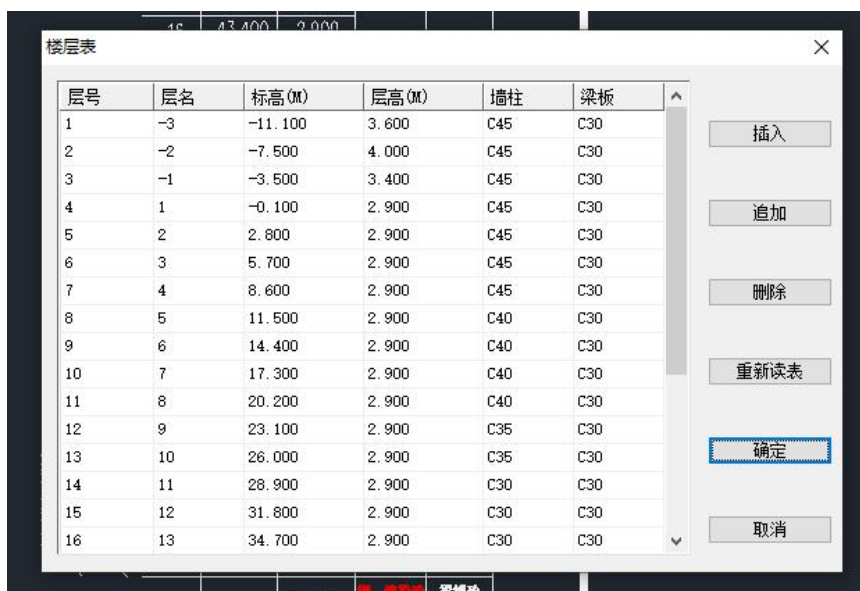 43.400 2.900
楼层表
层号 层名 标高(M) 层高(M) 墙柱 梁板
1 -3 -11.100 3.600 C45 C30
2 -2 -7.500 4.000 C45 C30
3 -1 -3.500 3.400 C45 C30
4 1 -0.100 2.900 C45 C30
5 2 2.800 2.900 C45 C30
6 3 5.700 2.900 C45 C30
7 4 8.600 2.900 C45 C30
8 5 11.500 2.900 C40 C30
9 6 14.400 2.900 C40 C30
10 7 17.300 2.900 C40 C30
11 8 20.200 2.900 C40 C30
12 9 23.100 2.900 C35 C30
13 10 26.000 2.900 C35 C30
14 11 28.900 2.900 C30 C30
15 12 31.800 2.900 C30 C30
16 13 34.700 2.900 C30 C30
插入
追加
删除
重新读表
确定
取消